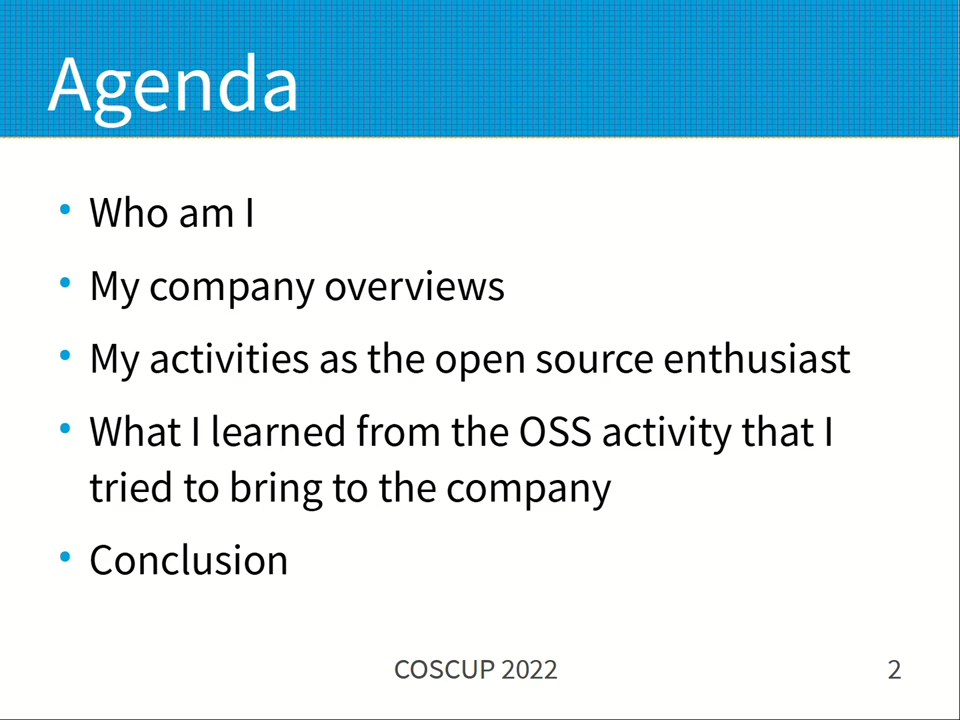 Agenda
• Who am I
• My company overviews
• My activities as the open source enthusiast
• What I learned from the OSS activity that I
tried to bring to the company
• Conclusion
COSCUP 2022
2